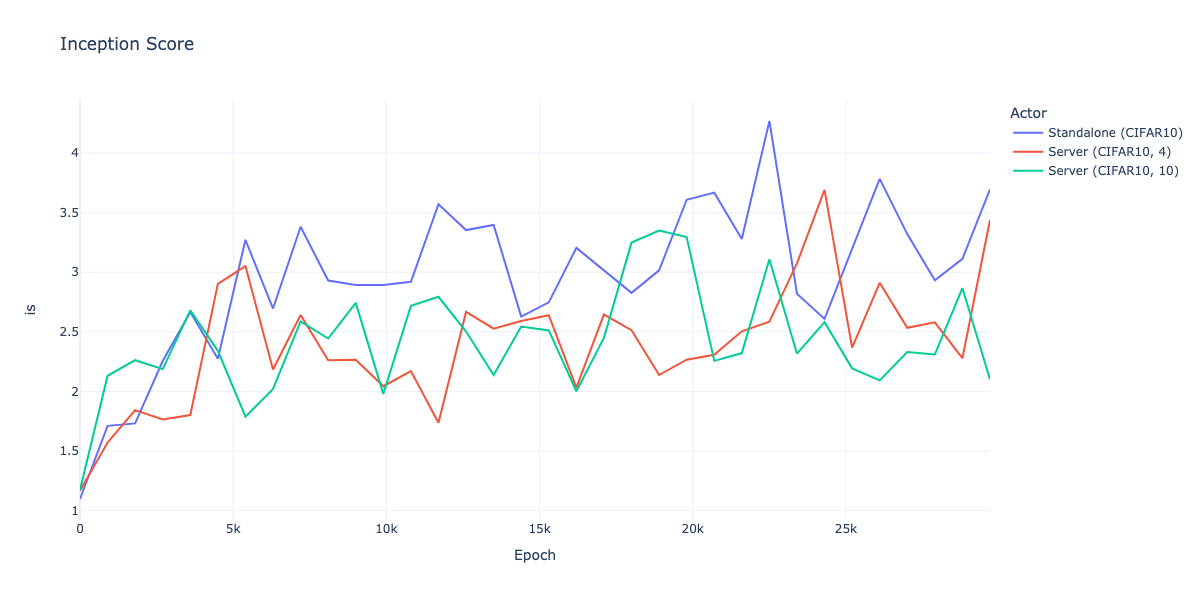 Inception Score
Actor
Standalone (CIFAR10)
Server (CIFAR10, 4)
Server (CIFAR10, 10)
is
4
3.5
3
2.5
2
1.5
1
0 5k 10k 15k 20k 25k
Epoch